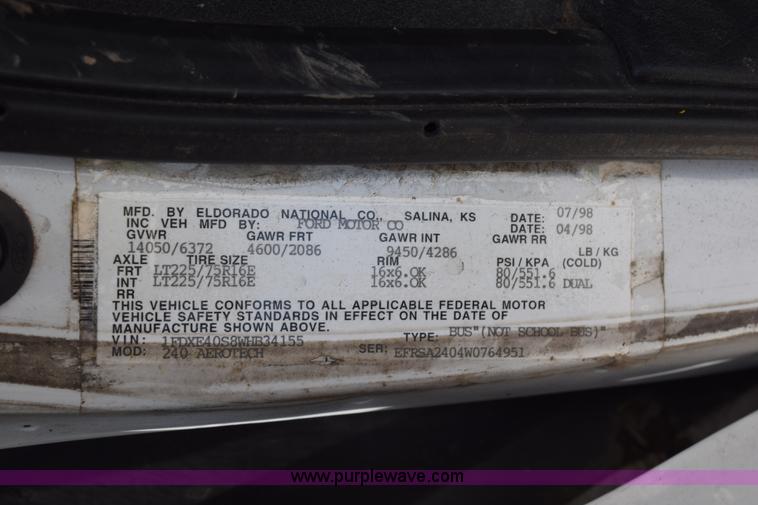 MFD. BY ELDORADO NATIONAL CO., SALINA, KS DATE: 07/98
INC VEH MFD BY: FORD MOTOR CO DATE: 04/98
GVWR GAWR FRT GAWR INT GAWR RR
14050/6372 4600/2086 9450/4286 LB/KG
AXLE TIRE SIZE RIM PSI/KPA (COLD)
FRT LT225/75R16E 16x6.0K 80/551.6
INT LT225/75R16E 16x6.0K 80/551.6 DUAL
RR
THIS VEHICLE CONFORMS TO ALL APPLICABLE FEDERAL MOTOR
VEHICLE SAFETY STANDARDS IN EFFECT ON THE DATE OF
MANUFACTURE SHOWN ABOVE.
VIN: 1FDXE40S8WHB34155 TYPE: BUS"(NOT SCHOOL BUS)"
MOD: 240 AEROTECH SER: EFRSA2404W0764951
www.purplewave.com